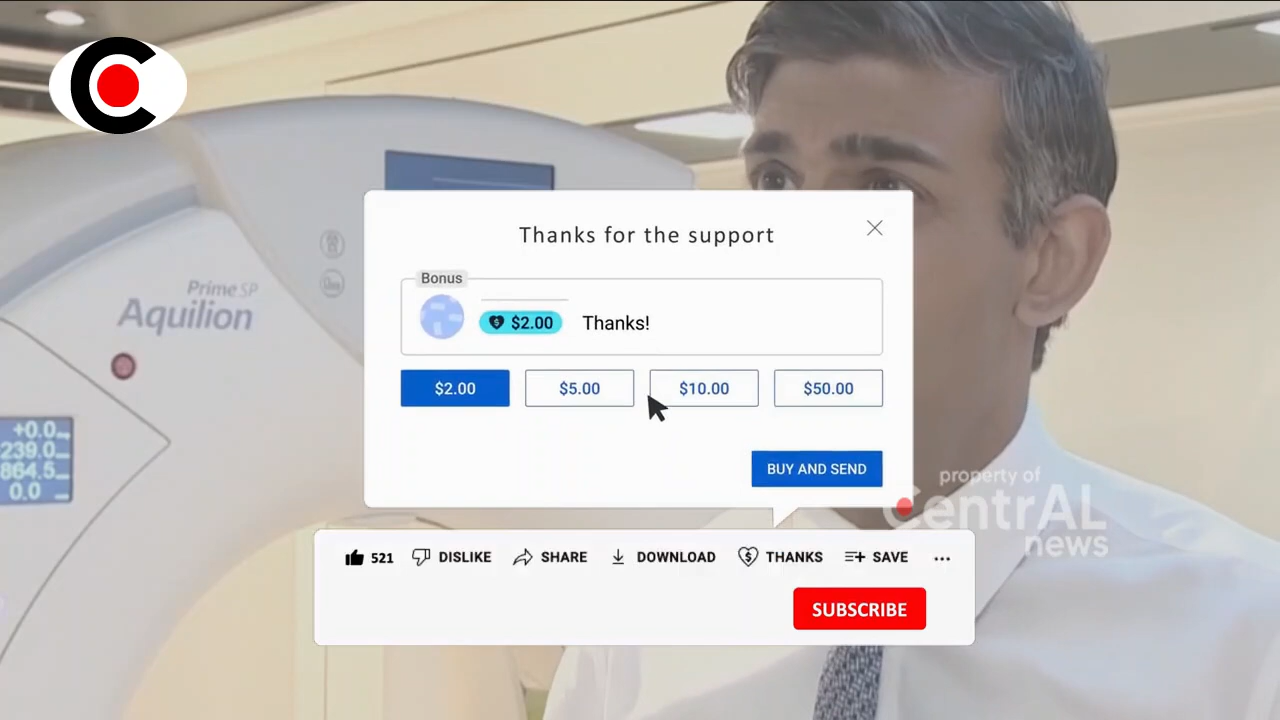 Thanks for the support
Bonus
$2.00 Thanks!
$2.00 $5.00 $10.00 $50.00
BUY AND SEND
521 DISLIKE SHARE DOWNLOAD THANKS SAVE ...
SUBSCRIBE
Prime SP
Aquilion
+0.0
239.0
864.5
0.0
property of
CentrAL
news